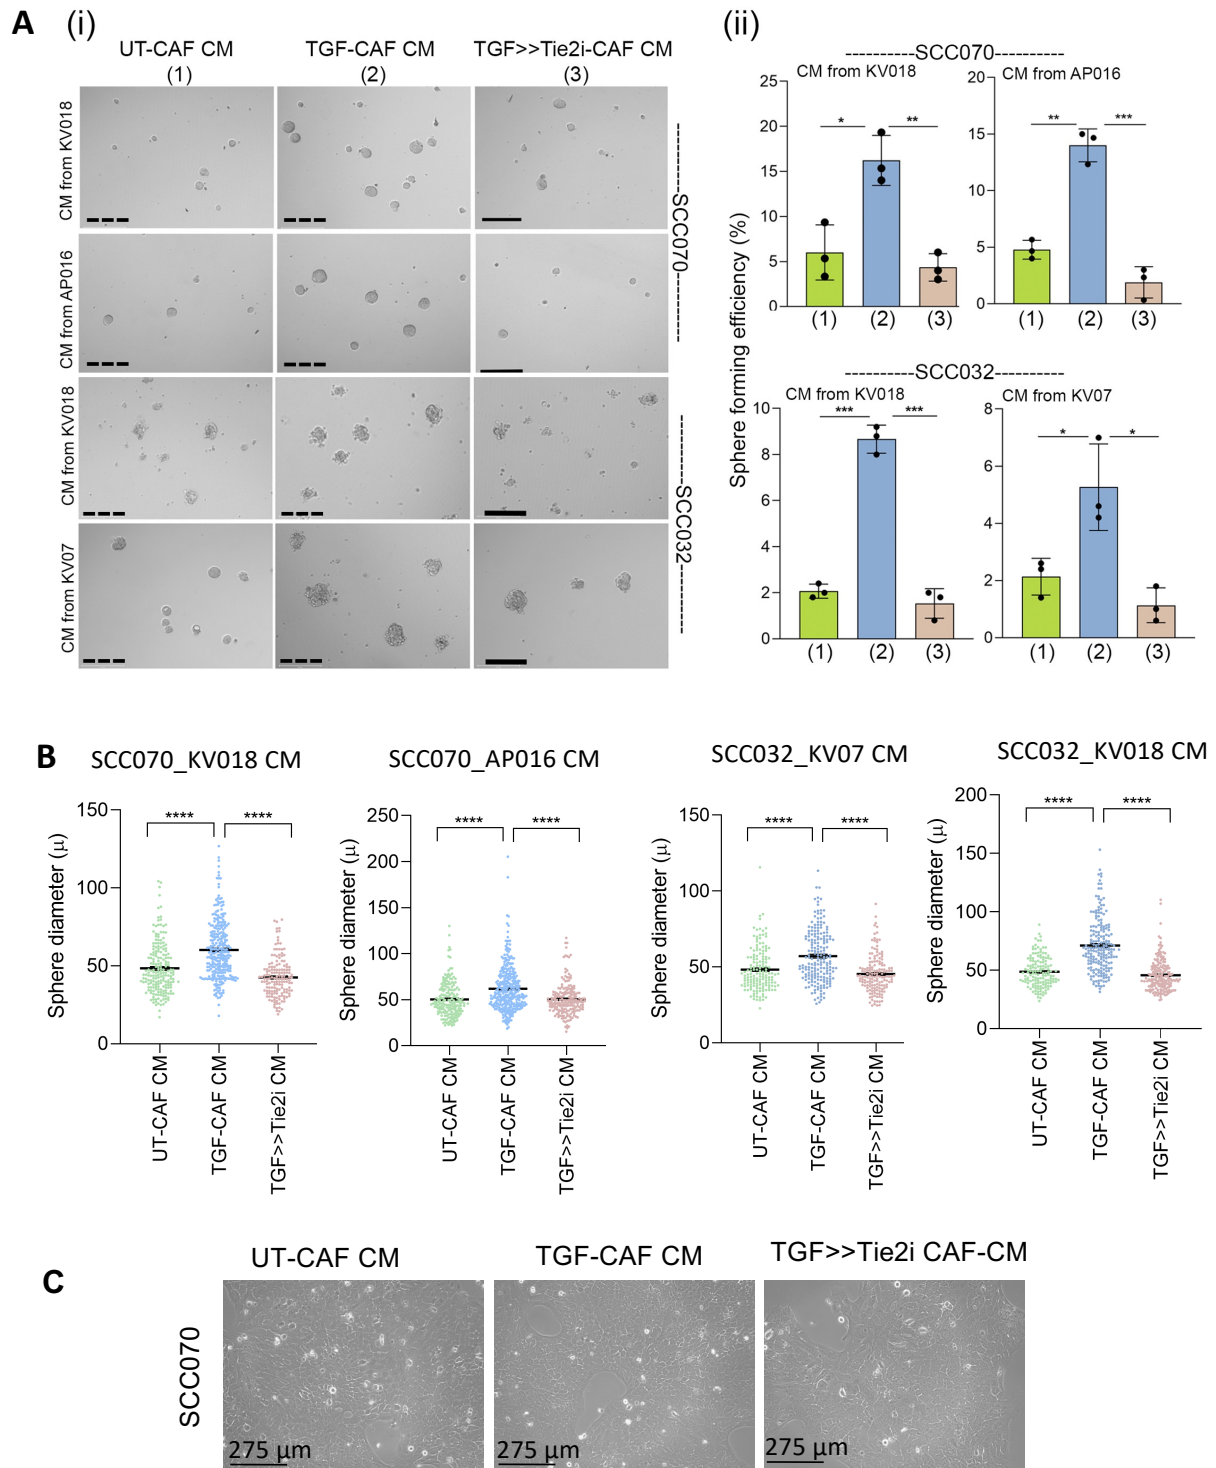 A (i)
UT-CAF CM
(1)
TGF-CAF CM
(2)
TGF>>Tie2i-CAF CM
(3)
CM from KV018
CM from AP016
CM from KV018
CM from KV07
----------SCC070----------
----------SCC032----------
(ii)
----------SCC070----------
CM from KV018
25
20
15
10
5
0
* **
(1) (2) (3)
CM from AP016
20
15
10
5
0
** ***
(1) (2) (3)
Sphere forming efficiency (%)
----------SCC032----------
CM from KV018
10
8
6
4
2
0
*** ***
(1) (2) (3)
CM from KV07
8
6
4
2
0
* *
(1) (2) (3)
B
SCC070_KV018 CM
Sphere diameter (μ)
150
100
50
0
**** ****
UT-CAF CM
TGF-CAF CM
TGF>>Tie2i CM
SCC070_AP016 CM
Sphere diameter (μ)
250
200
150
100
50
0
**** ****
UT-CAF CM
TGF-CAF CM
TGF>>Tie2i CM
SCC032_KV07 CM
Sphere diameter (μ)
150
100
50
0
**** ****
UT-CAF CM
TGF-CAF CM
TGF>>Tie2i CM
SCC032_KV018 CM
Sphere diameter (μ)
200
150
100
50
0
**** ****
UT-CAF CM
TGF-CAF CM
TGF>>Tie2i CM
C
UT-CAF CM
TGF-CAF CM
TGF>>Tie2i CAF-CM
SCC070
275 μm
275 μm
275 μm